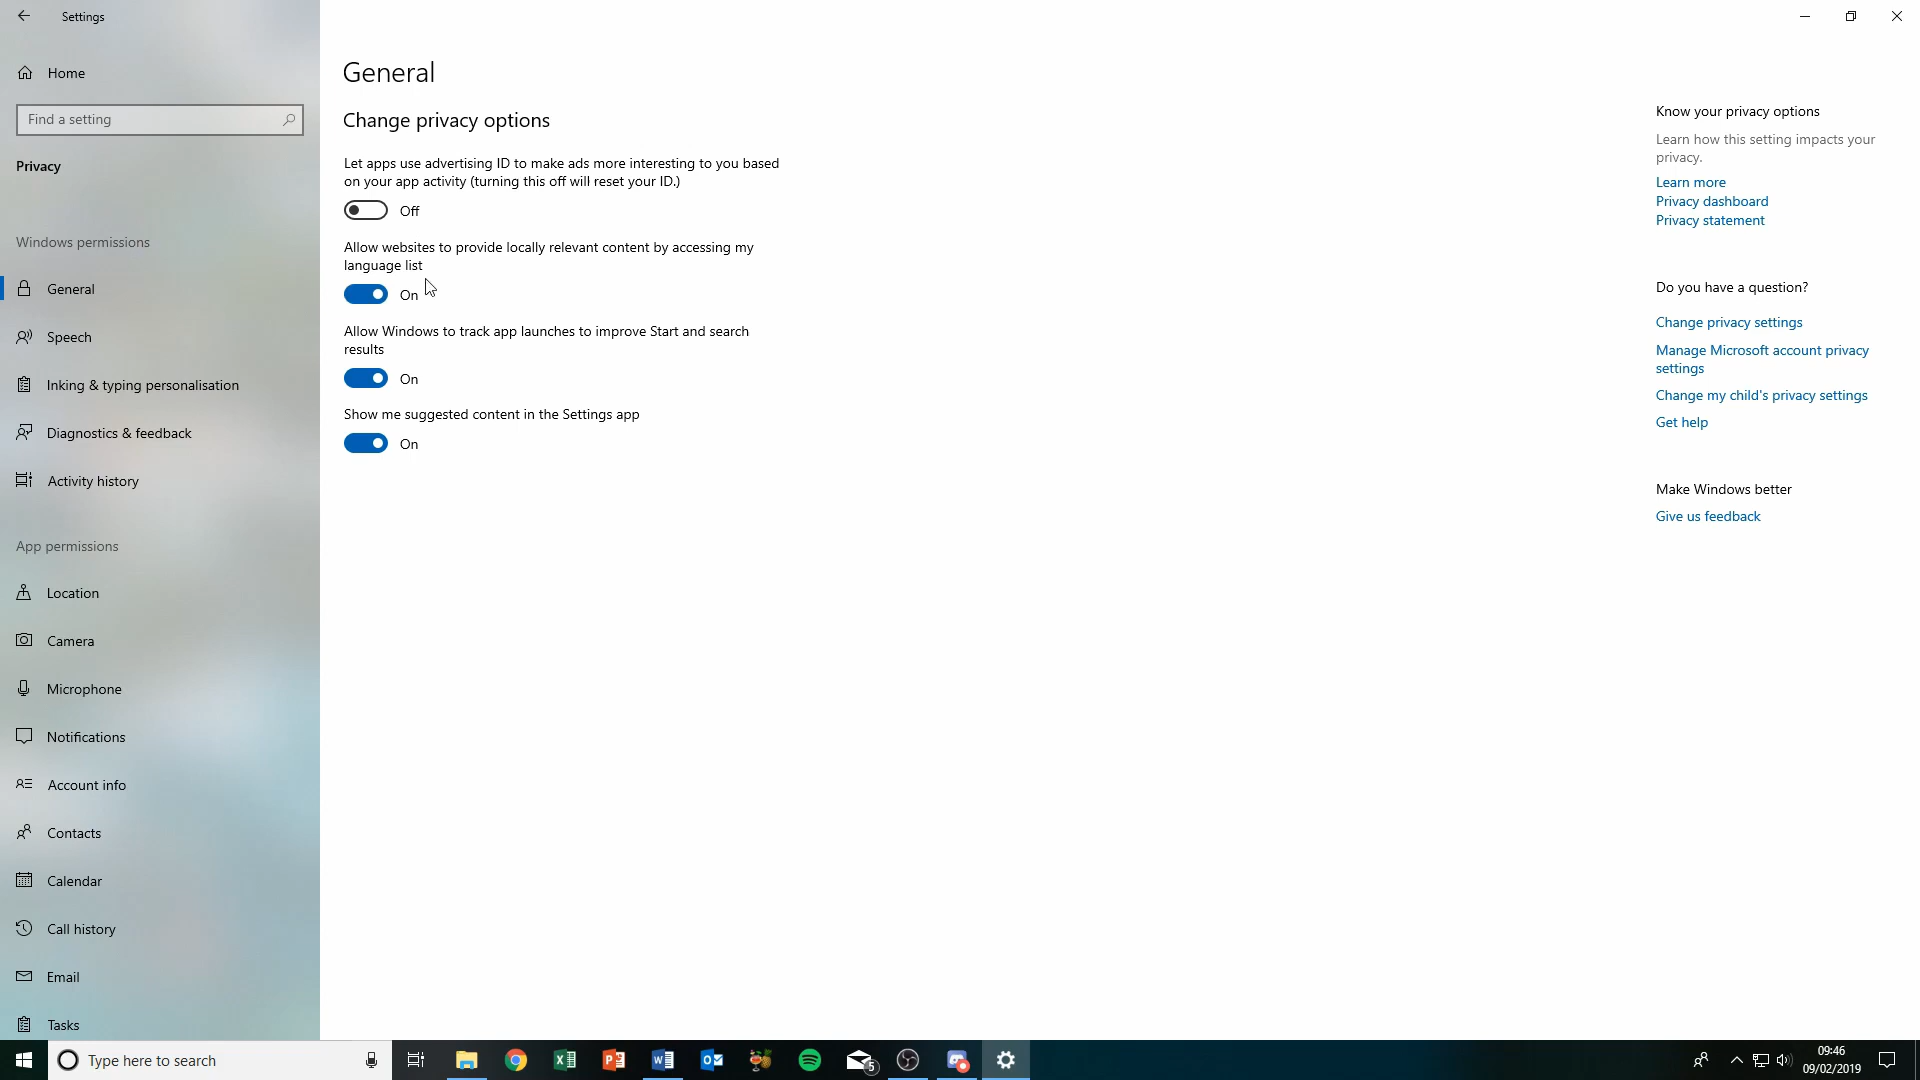 Settings
Home
Find a setting
Privacy
Windows permissions
General
Speech
Inking & typing personalisation
Diagnostics & feedback
Activity history
App permissions
Location
Camera
Microphone
Notifications
Account info
Contacts
Calendar
Call history
Email
Tasks
General
Change privacy options
Let apps use advertising ID to make ads more interesting to you based
on your app activity (turning this off will reset your ID.)
Off
Allow websites to provide locally relevant content by accessing my
language list
On
Allow Windows to track app launches to improve Start and search
results
On
Show me suggested content in the Settings app
On
Know your privacy options
Learn how this setting impacts your
privacy.
Learn more
Privacy dashboard
Privacy statement
Do you have a question?
Change privacy settings
Manage Microsoft account privacy
settings
Change my child's privacy settings
Get help
Make Windows better
Give us feedback
Type here to search
5
09:46
09/02/2019